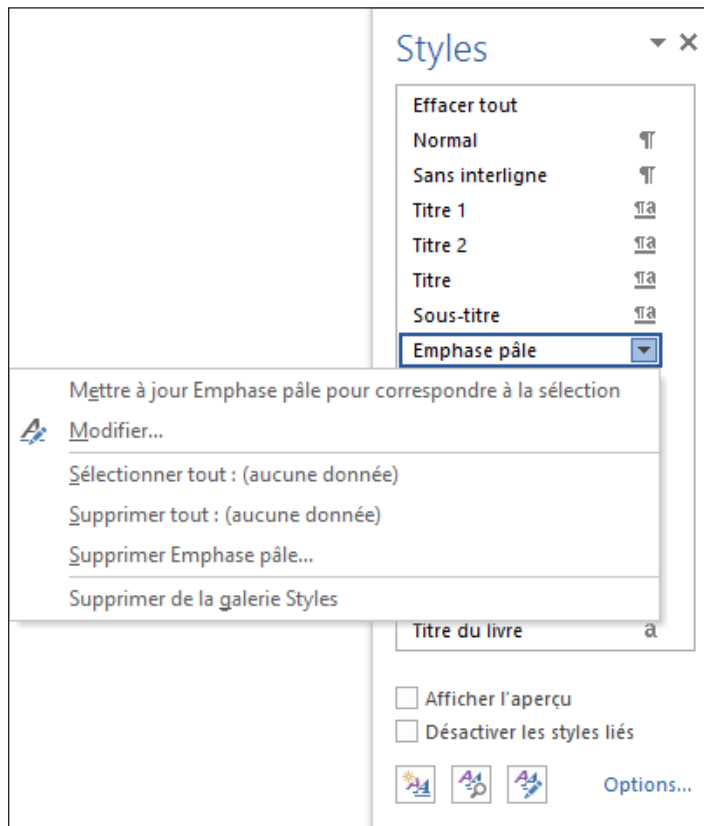 Styles
Effacer tout
Normal ¶
Sans interligne ¶
Titre 1 ¶a
Titre 2 ¶a
Titre ¶a
Sous-titre ¶a
Emphase pâle
Mettre à jour Emphase pâle pour correspondre à la sélection
Modifier...
Sélectionner tout : (aucune donnée)
Supprimer tout : (aucune donnée)
Supprimer Emphase pâle...
Supprimer de la galerie Styles
Titre du livre a
Afficher l'aperçu
Désactiver les styles liés
Options...